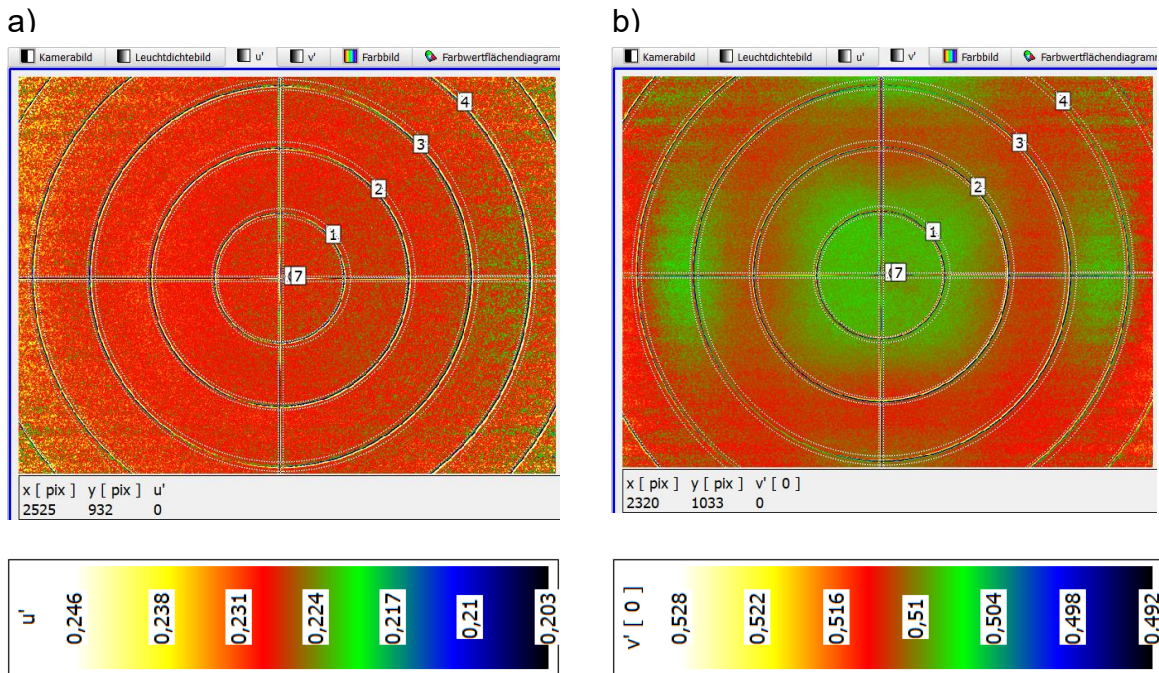 a)
Kamerabild Leuchtdichtebild u' v' Farbbild Farbwertflächendiagramm
4
3
2
1
7
x [ pix ] y [ pix ] u'
2525 932 0
u'
0,246 0,238 0,231 0,224 0,217 0,21 0,203
b)
Kamerabild Leuchtdichtebild u' v' Farbbild Farbwertflächendiagramm
4
3
2
1
7
x [ pix ] y [ pix ] v' [ 0 ]
2320 1033 0
v' [ 0 ]
0,528 0,522 0,516 0,51 0,504 0,498 0,492